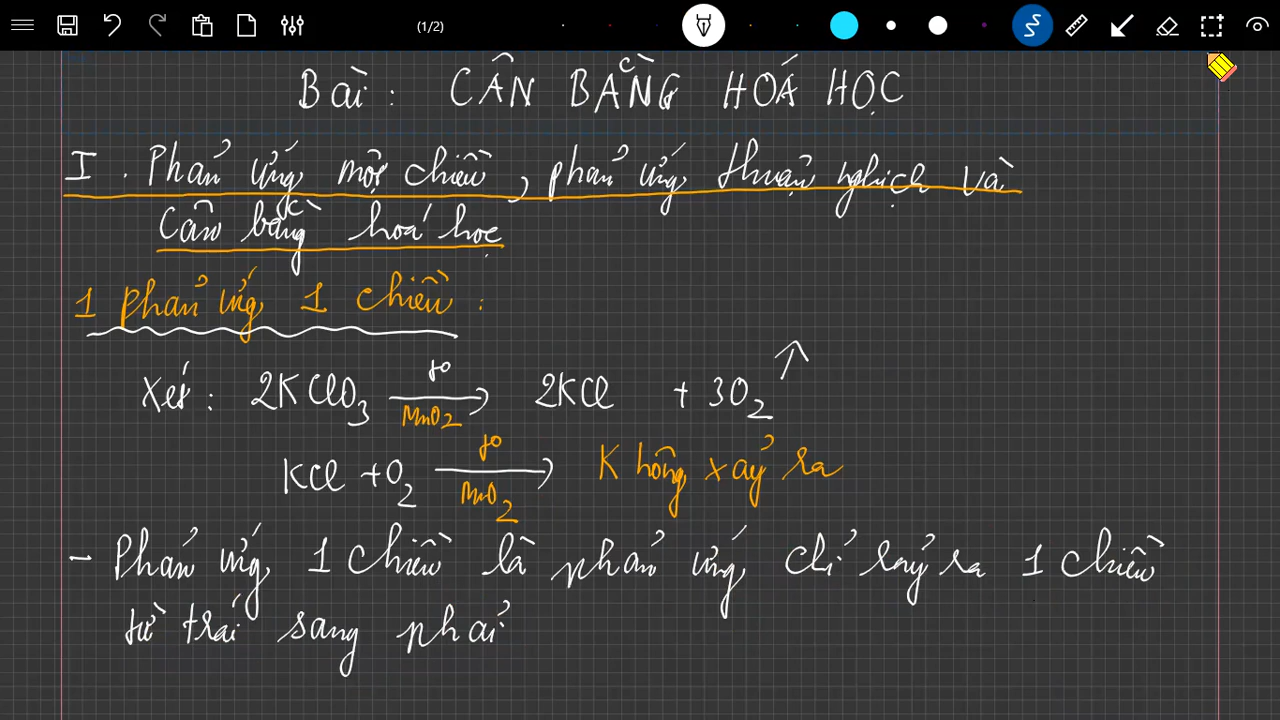 (1/2)
Bài : CÂN BẰNG HOÁ HỌC
I. Phản ứng một chiều, phản ứng thuận nghịch và
Cân bằng hoá học
1 phản ứng 1 chiều :
Xét : 2KClO3 →(t°, MnO2) 2KCl + 3O2 ↑
KCl + O2 →(t°, MnO2) Không xảy ra
- Phản ứng 1 chiều là phản ứng chỉ xảy ra 1 chiều
từ trái sang phải